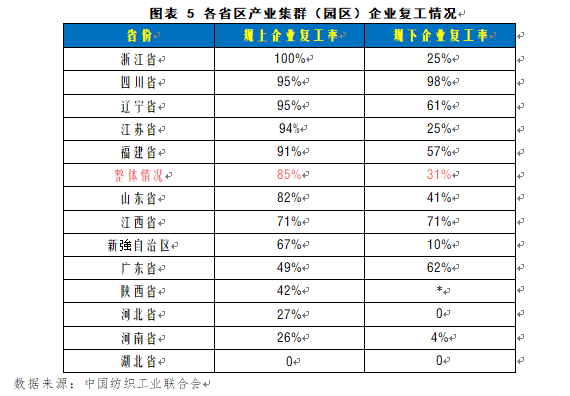 图表 5 各省区产业集群（园区）企业复工情况
省份 规上企业复工率 规下企业复工率
浙江省 100% 25%
四川省 95% 98%
辽宁省 95% 61%
江苏省 94% 25%
福建省 91% 57%
整体情况 85% 31%
山东省 82% 41%
江西省 71% 71%
新强自治区 67% 10%
广东省 49% 62%
陕西省 42% *
河北省 27% 0
河南省 26% 4%
湖北省 0 0
数据来源：中国纺织工业联合会